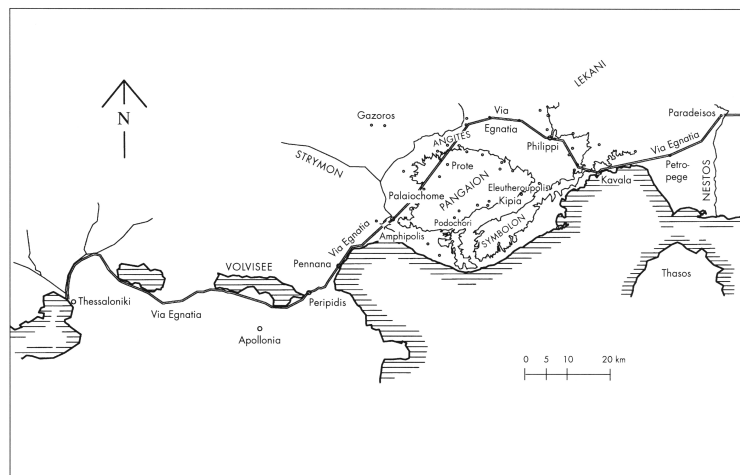 LEKANI
N
Gazoros
Via
Egnatia
Paradeisos
STRYMON
ANGITES
Philippi
Via Egnatia
Prote
Petro-
pege
NESTOS
Palaiochome
PANGAION
Eleutheroupolis
Kipia
Kavala
Podochori
SYMBOLON
Via Egnatia
Amphipolis
Pennana
VOLVISEE
Thasos
Peripidis
Thessaloniki
Via Egnatia
Apollonia
0 5 10 20 km